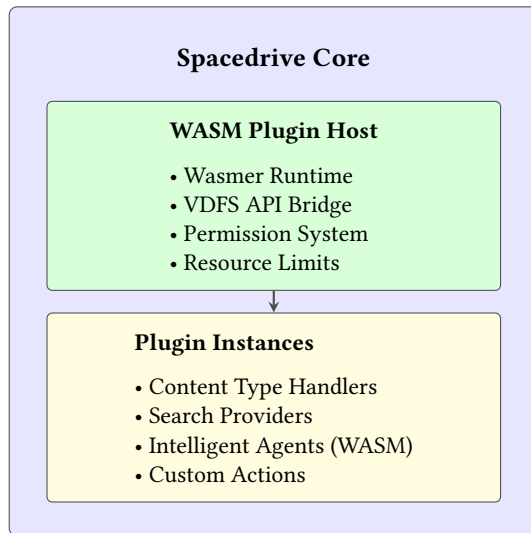 Spacedrive Core
WASM Plugin Host
• Wasmer Runtime
• VDFS API Bridge
• Permission System
• Resource Limits
Plugin Instances
• Content Type Handlers
• Search Providers
• Intelligent Agents (WASM)
• Custom Actions